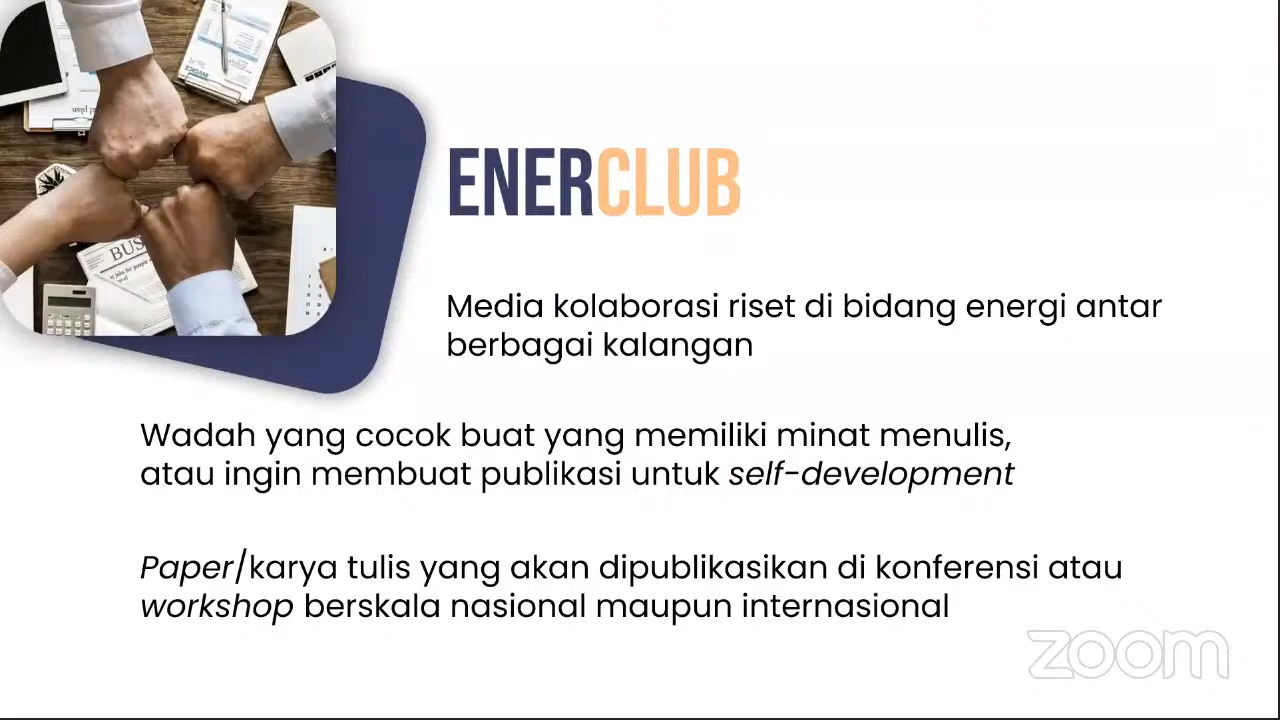 INVOICE
BUS
ENERCLUB
Media kolaborasi riset di bidang energi antar
berbagai kalangan
Wadah yang cocok buat yang memiliki minat menulis,
atau ingin membuat publikasi untuk self-development
Paper/karya tulis yang akan dipublikasikan di konferensi atau
workshop berskala nasional maupun internasional
zoom